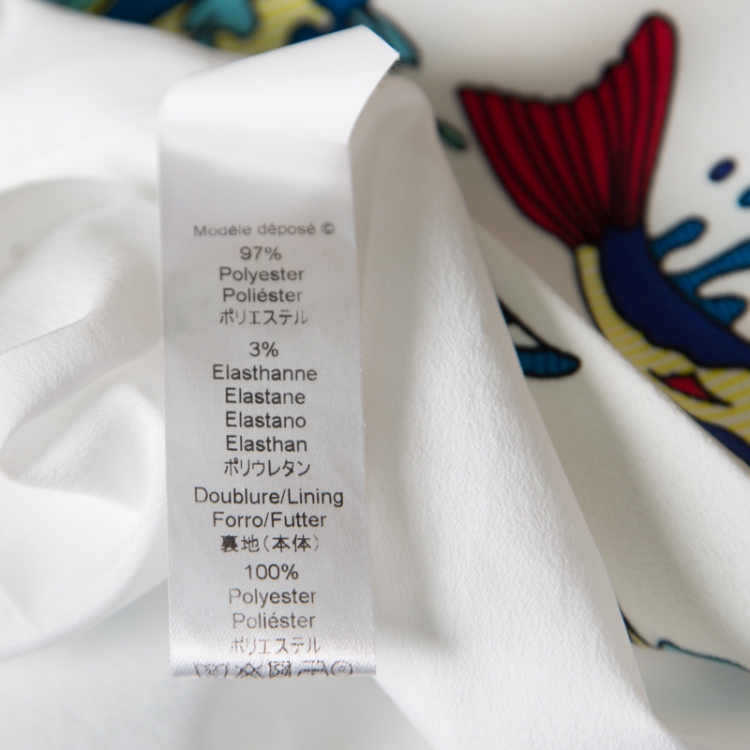 Modèle déposé ©
97%
Polyester
Poliéster
ポリエステル
3%
Elasthanne
Elastane
Elastano
Elasthan
ポリウレタン
Doublure/Lining
Forro/Futter
裏地(本体)
100%
Polyester
Poliéster
ポリエステル